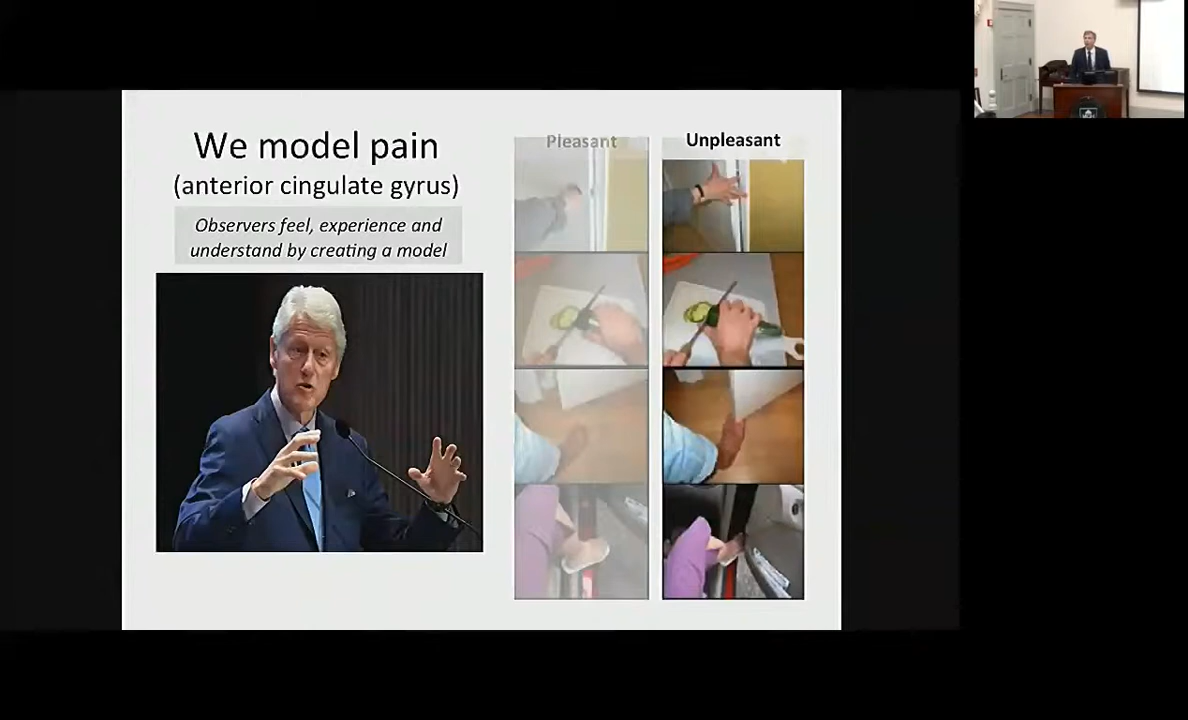 We model pain
(anterior cingulate gyrus)
Observers feel, experience and
understand by creating a model
Pleasant
Unpleasant